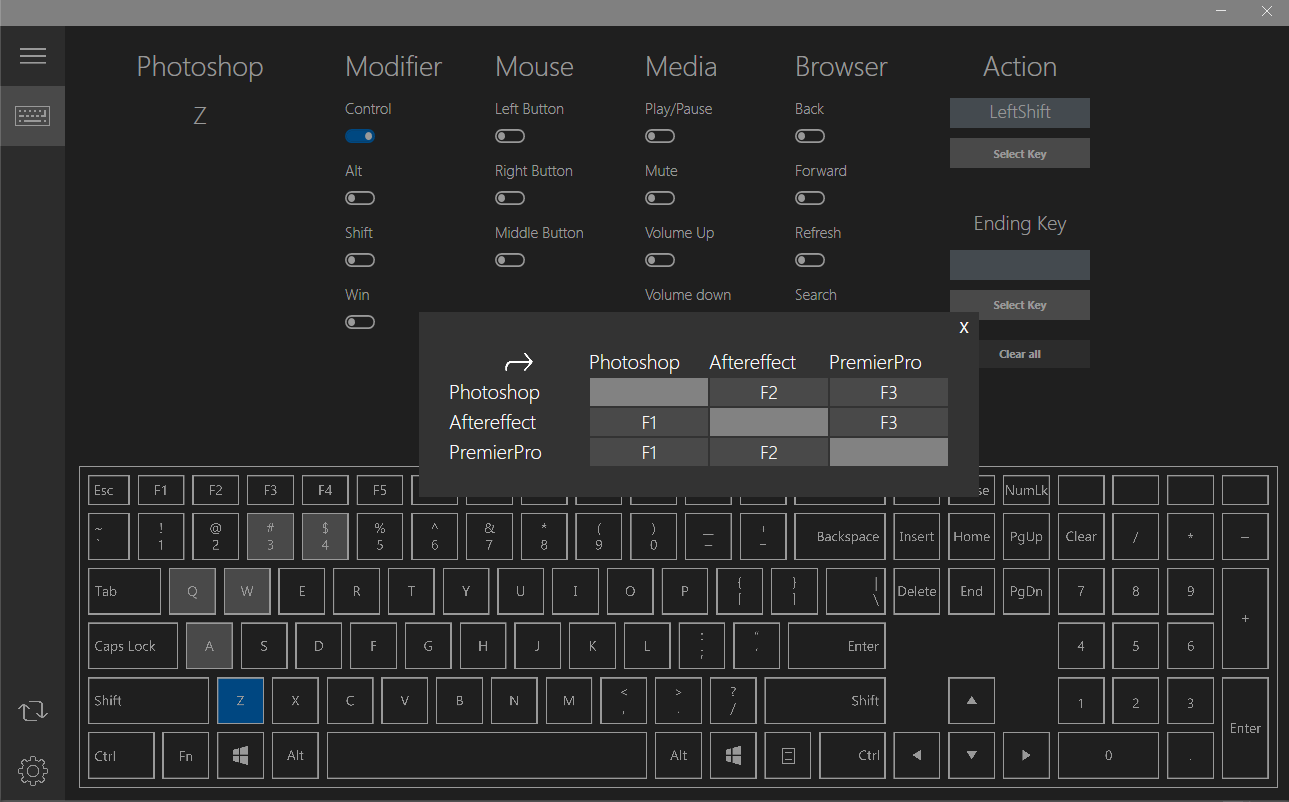 Photoshop Modifier Mouse Media Browser Action
Z
Control Left Button Play/Pause Back LeftShift
Select Key
Alt Right Button Mute Forward
Shift Middle Button Volume Up Refresh Ending Key
Win Volume down Search Select Key
X
Clear all
Photoshop Aftereffect PremierPro
Photoshop F2 F3
Aftereffect F1 F3
PremierPro F1 F2
Esc F1 F2 F3 F4 F5 NumLk
~ ! @ # $ % ^ & * ( )
` 1 2 3 4 5 6 7 8 9 0 Backspace Insert Home PgUp Clear / * −
Tab Q W E R T Y U I O P { [ } ] | \ Delete End PgDn 7 8 9 +
Caps Lock A S D F G H J K L : ; " ' Enter 4 5 6
Shift Z X C V B N M < , > . ? / Shift 1 2 3 Enter
Ctrl Fn Alt Alt Ctrl 0 .